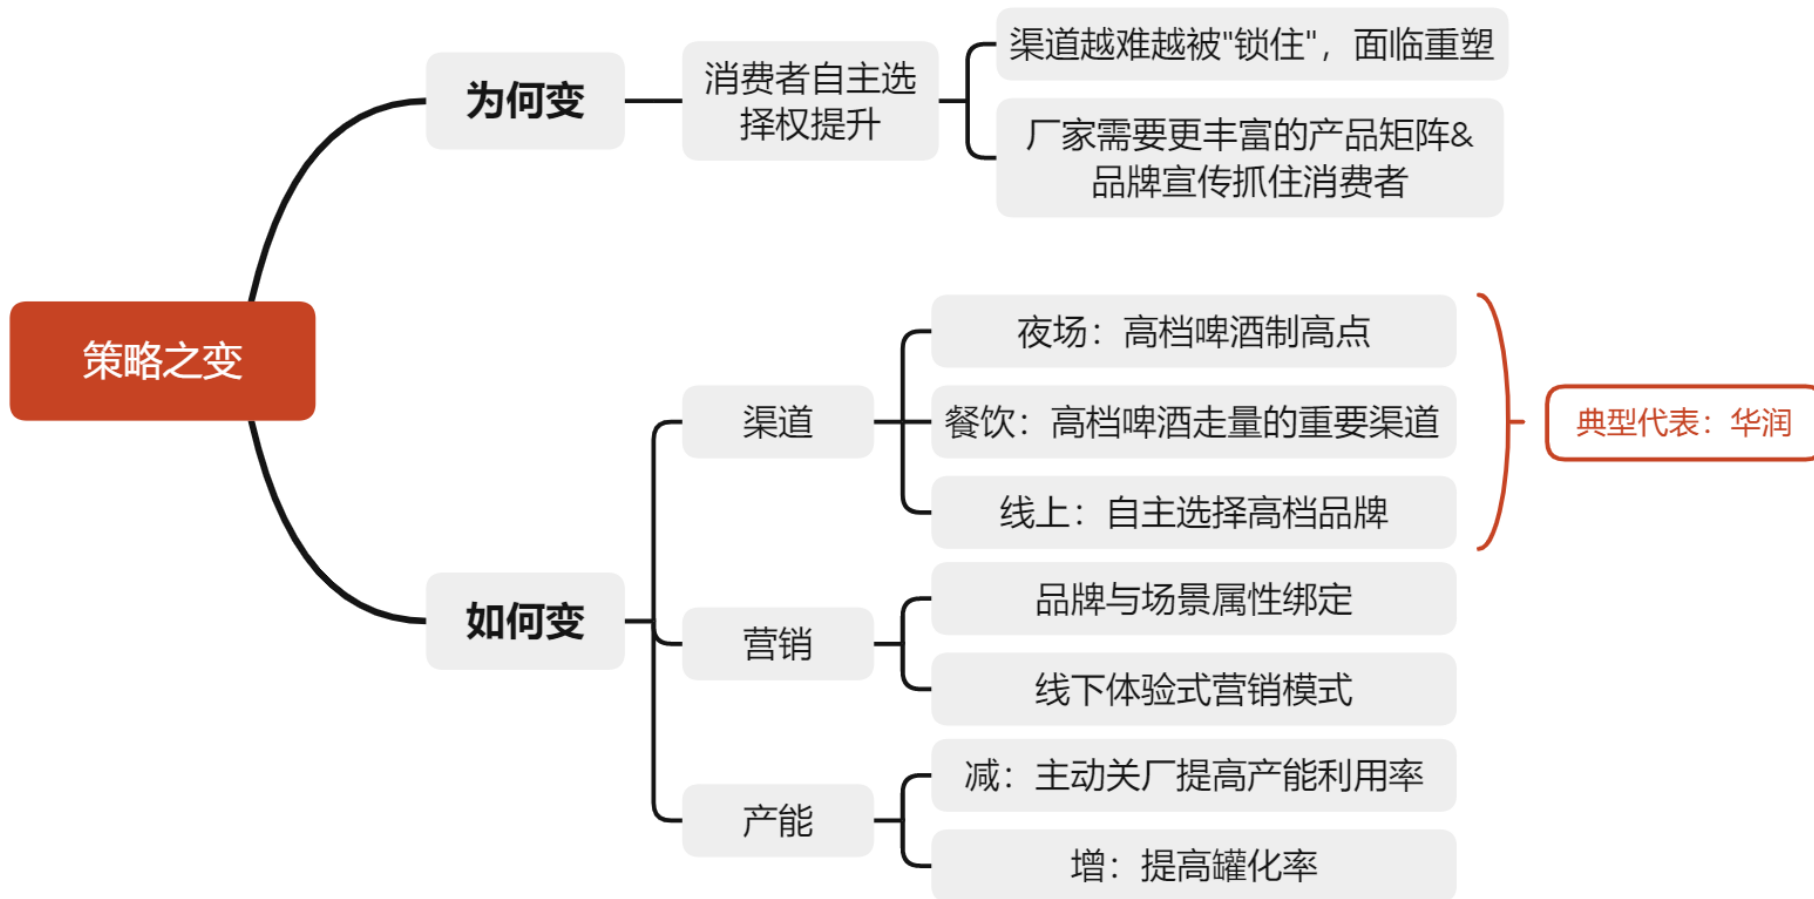 策略之变
为何变
消费者自主选
择权提升
渠道越难越被"锁住"，面临重塑
厂家需要更丰富的产品矩阵&
品牌宣传抓住消费者
如何变
渠道
夜场：高档啤酒制高点
餐饮：高档啤酒走量的重要渠道
线上：自主选择高档品牌
典型代表：华润
营销
品牌与场景属性绑定
线下体验式营销模式
产能
减：主动关厂提高产能利用率
增：提高罐化率